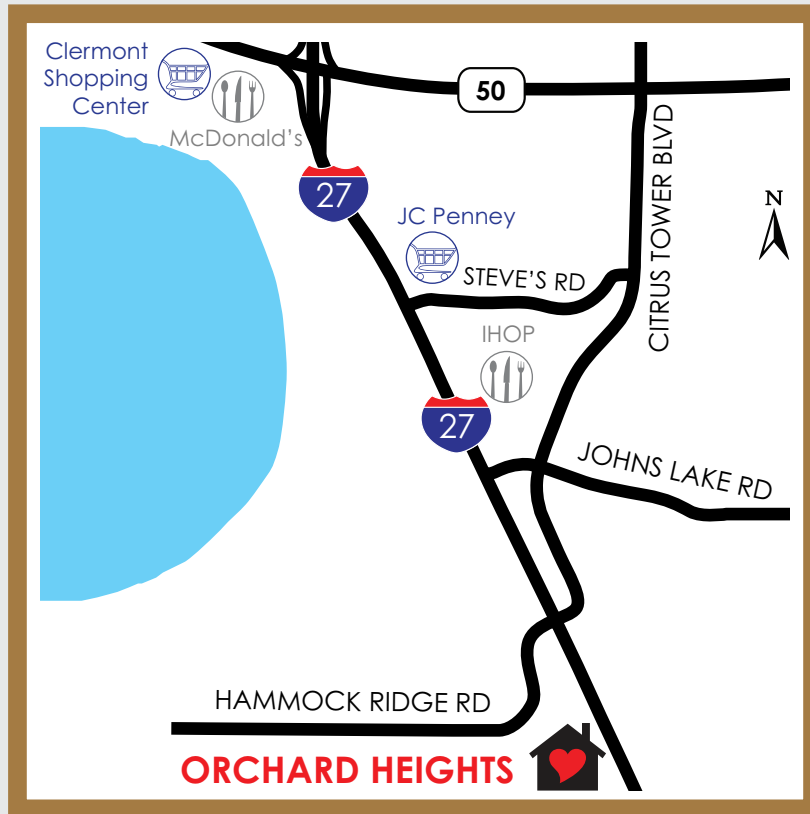 Clermont
Shopping
Center
McDonald's
50
CITRUS TOWER BLVD
27
N
JC Penney
STEVE'S RD
IHOP
27
JOHNS LAKE RD
HAMMOCK RIDGE RD
ORCHARD HEIGHTS